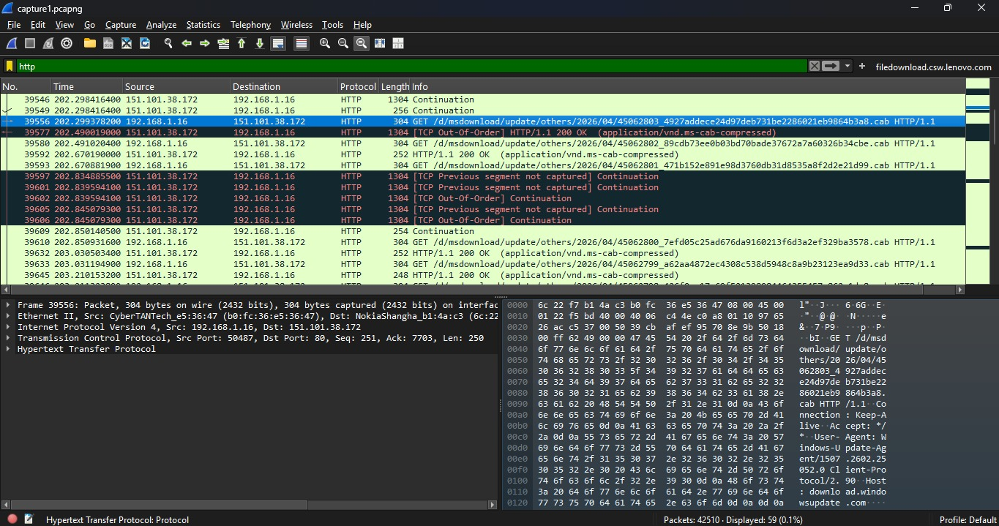 capture1.pcapng
File Edit View Go Capture Analyze Statistics Telephony Wireless Tools Help
http
filedownload.csw.lenovo.com
No. Time Source Destination Protocol Length Info
39546 202.298416400 151.101.38.172 192.168.1.16 HTTP 1304 Continuation
39549 202.298416400 151.101.38.172 192.168.1.16 HTTP 256 Continuation
39556 202.299378200 192.168.1.16 151.101.38.172 HTTP 304 GET /d/msdownload/update/others/2026/04/45062803_4927addece24d97deb731be2286021eb9864b3a8.cab HTTP/1.1
39577 202.490019000 151.101.38.172 192.168.1.16 HTTP 1304 [TCP Out-Of-Order] HTTP/1.1 200 OK (application/vnd.ms-cab-compressed)
39580 202.491020400 192.168.1.16 151.101.38.172 HTTP 304 GET /d/msdownload/update/others/2026/04/45062802_89cdb73ee0b03bd70bade37672a7a60326b34cbe.cab HTTP/1.1
39592 202.670190000 151.101.38.172 192.168.1.16 HTTP 252 HTTP/1.1 200 OK (application/vnd.ms-cab-compressed)
39593 202.670881900 192.168.1.16 151.101.38.172 HTTP 304 GET /d/msdownload/update/others/2026/04/45062801_471b152e891e98d3760db31d8535a8f2d2e21d99.cab HTTP/1.1
39597 202.834885500 151.101.38.172 192.168.1.16 HTTP 1304 [TCP Previous segment not captured] Continuation
39601 202.839594100 151.101.38.172 192.168.1.16 HTTP 1304 [TCP Previous segment not captured] Continuation
39602 202.839594100 151.101.38.172 192.168.1.16 HTTP 1304 [TCP Out-Of-Order] Continuation
39605 202.845079300 151.101.38.172 192.168.1.16 HTTP 1304 [TCP Previous segment not captured] Continuation
39606 202.845079300 151.101.38.172 192.168.1.16 HTTP 1304 [TCP Out-Of-Order] Continuation
39609 202.850140500 151.101.38.172 192.168.1.16 HTTP 254 Continuation
39610 202.850931600 192.168.1.16 151.101.38.172 HTTP 304 GET /d/msdownload/update/others/2026/04/45062800_7efd05c25ad676da9160213f6d3a2ef329ba3578.cab HTTP/1.1
39632 203.030503400 151.101.38.172 192.168.1.16 HTTP 252 HTTP/1.1 200 OK (application/vnd.ms-cab-compressed)
39633 203.031194900 192.168.1.16 151.101.38.172 HTTP 304 GET /d/msdownload/update/others/2026/04/45062799_a62aa4872ec4308c538d5948c8a9b23123ea9d33.cab HTTP/1.1
39645 203.210153200 151.101.38.172 192.168.1.16 HTTP 248 HTTP/1.1 200 OK (application/vnd.ms-cab-compressed)
Frame 39556: Packet, 304 bytes on wire (2432 bits), 304 bytes captured (2432 bits) on interfac
Ethernet II, Src: CyberTANTech_e5:36:47 (b0:fc:36:e5:36:47), Dst: NokiaShangha_b1:4a:c3 (6c:22
Internet Protocol Version 4, Src: 192.168.1.16, Dst: 151.101.38.172
Transmission Control Protocol, Src Port: 50487, Dst Port: 80, Seq: 251, Ack: 7703, Len: 250
Hypertext Transfer Protocol
0000 6c 22 f7 b1 4a c3 b0 fc 36 e5 36 47 08 00 45 00 l"··J··· 6·6G··E·
0010 01 22 f5 bd 40 00 40 06 c4 4e c0 a8 01 10 97 65 ·"··@·@· ·N·····e
0020 26 ac c5 37 00 50 39 cb af ef 95 70 8e 9b 50 18 &··7·P9· ···p··P·
0030 00 ff 62 49 00 00 47 45 54 20 2f 64 2f 6d 73 64 ··bI··GE T /d/msd
0040 6f 77 6e 6c 6f 61 64 2f 75 70 64 61 74 65 2f 6f ownload/ update/o
0050 74 68 65 72 73 2f 32 30 32 36 2f 30 34 2f 34 35 thers/20 26/04/45
0060 30 36 32 38 30 33 5f 34 39 32 37 61 64 64 65 63 062803_4 927addec
0070 65 32 34 64 39 37 64 65 62 37 33 31 62 65 32 32 e24d97de b731be22
0080 38 36 30 32 31 65 62 39 38 36 34 62 33 61 38 2e 86021eb9 864b3a8.
0090 63 61 62 20 48 54 54 50 2f 31 2e 31 0d 0a 43 6f cab HTTP /1.1··Co
00a0 6e 6e 65 63 74 69 6f 6e 3a 20 4b 65 65 70 2d 41 nnection : Keep-A
00b0 6c 69 76 65 0d 0a 41 63 63 65 70 74 3a 20 2a 2f live··Ac cept: */
00c0 2a 0d 0a 55 73 65 72 2d 41 67 65 6e 74 3a 20 57 *··User- Agent: W
00d0 69 6e 64 6f 77 73 2d 55 70 64 61 74 65 2d 41 67 indows-U pdate-Ag
00e0 65 6e 74 2f 31 35 30 37 2e 32 36 30 32 2e 32 35 ent/1507 .2602.25
00f0 30 35 32 2e 30 20 43 6c 69 65 6e 74 2d 50 72 6f 052.0 Cl ient-Pro
0100 74 6f 63 6f 6c 2f 32 2e 39 30 0d 0a 48 6f 73 74 tocol/2. 90··Host
0110 3a 20 64 6f 77 6e 6c 6f 61 64 2e 77 69 6e 64 6f : downlo ad.windo
0120 77 73 75 70 64 61 74 65 2e 63 6f 6d 0d 0a 0d 0a wsupdate .com····
Hypertext Transfer Protocol: Protocol
Packets: 42510 · Displayed: 59 (0.1%)
Profile: Default